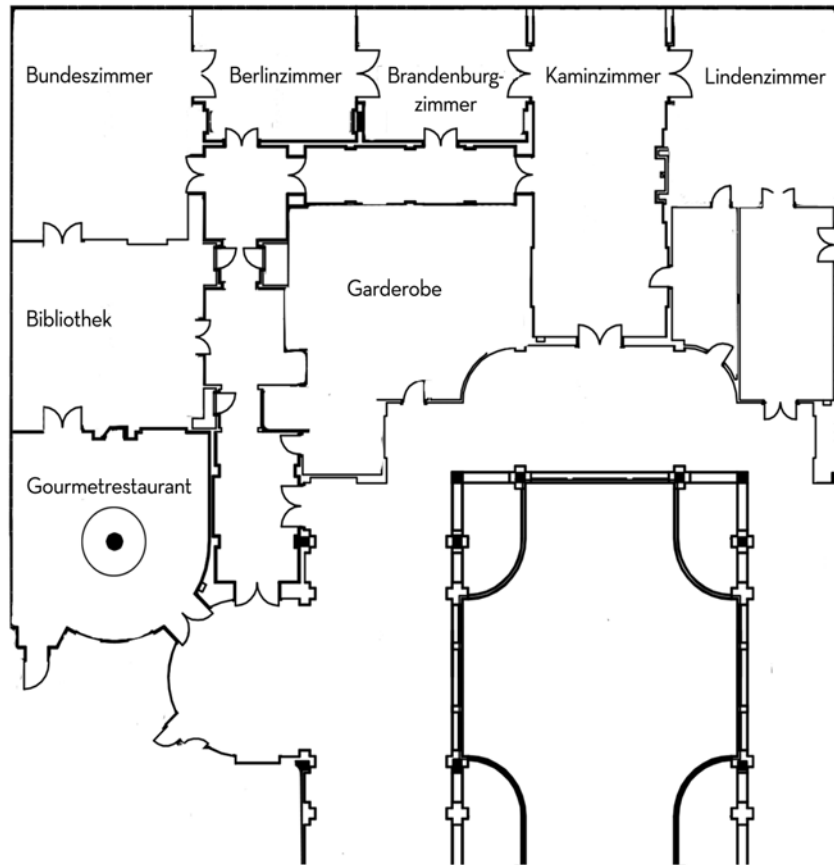 Bundeszimmer
Berlinzimmer
Brandenburg-
zimmer
Kaminzimmer
Lindenzimmer
Bibliothek
Garderobe
Gourmetrestaurant